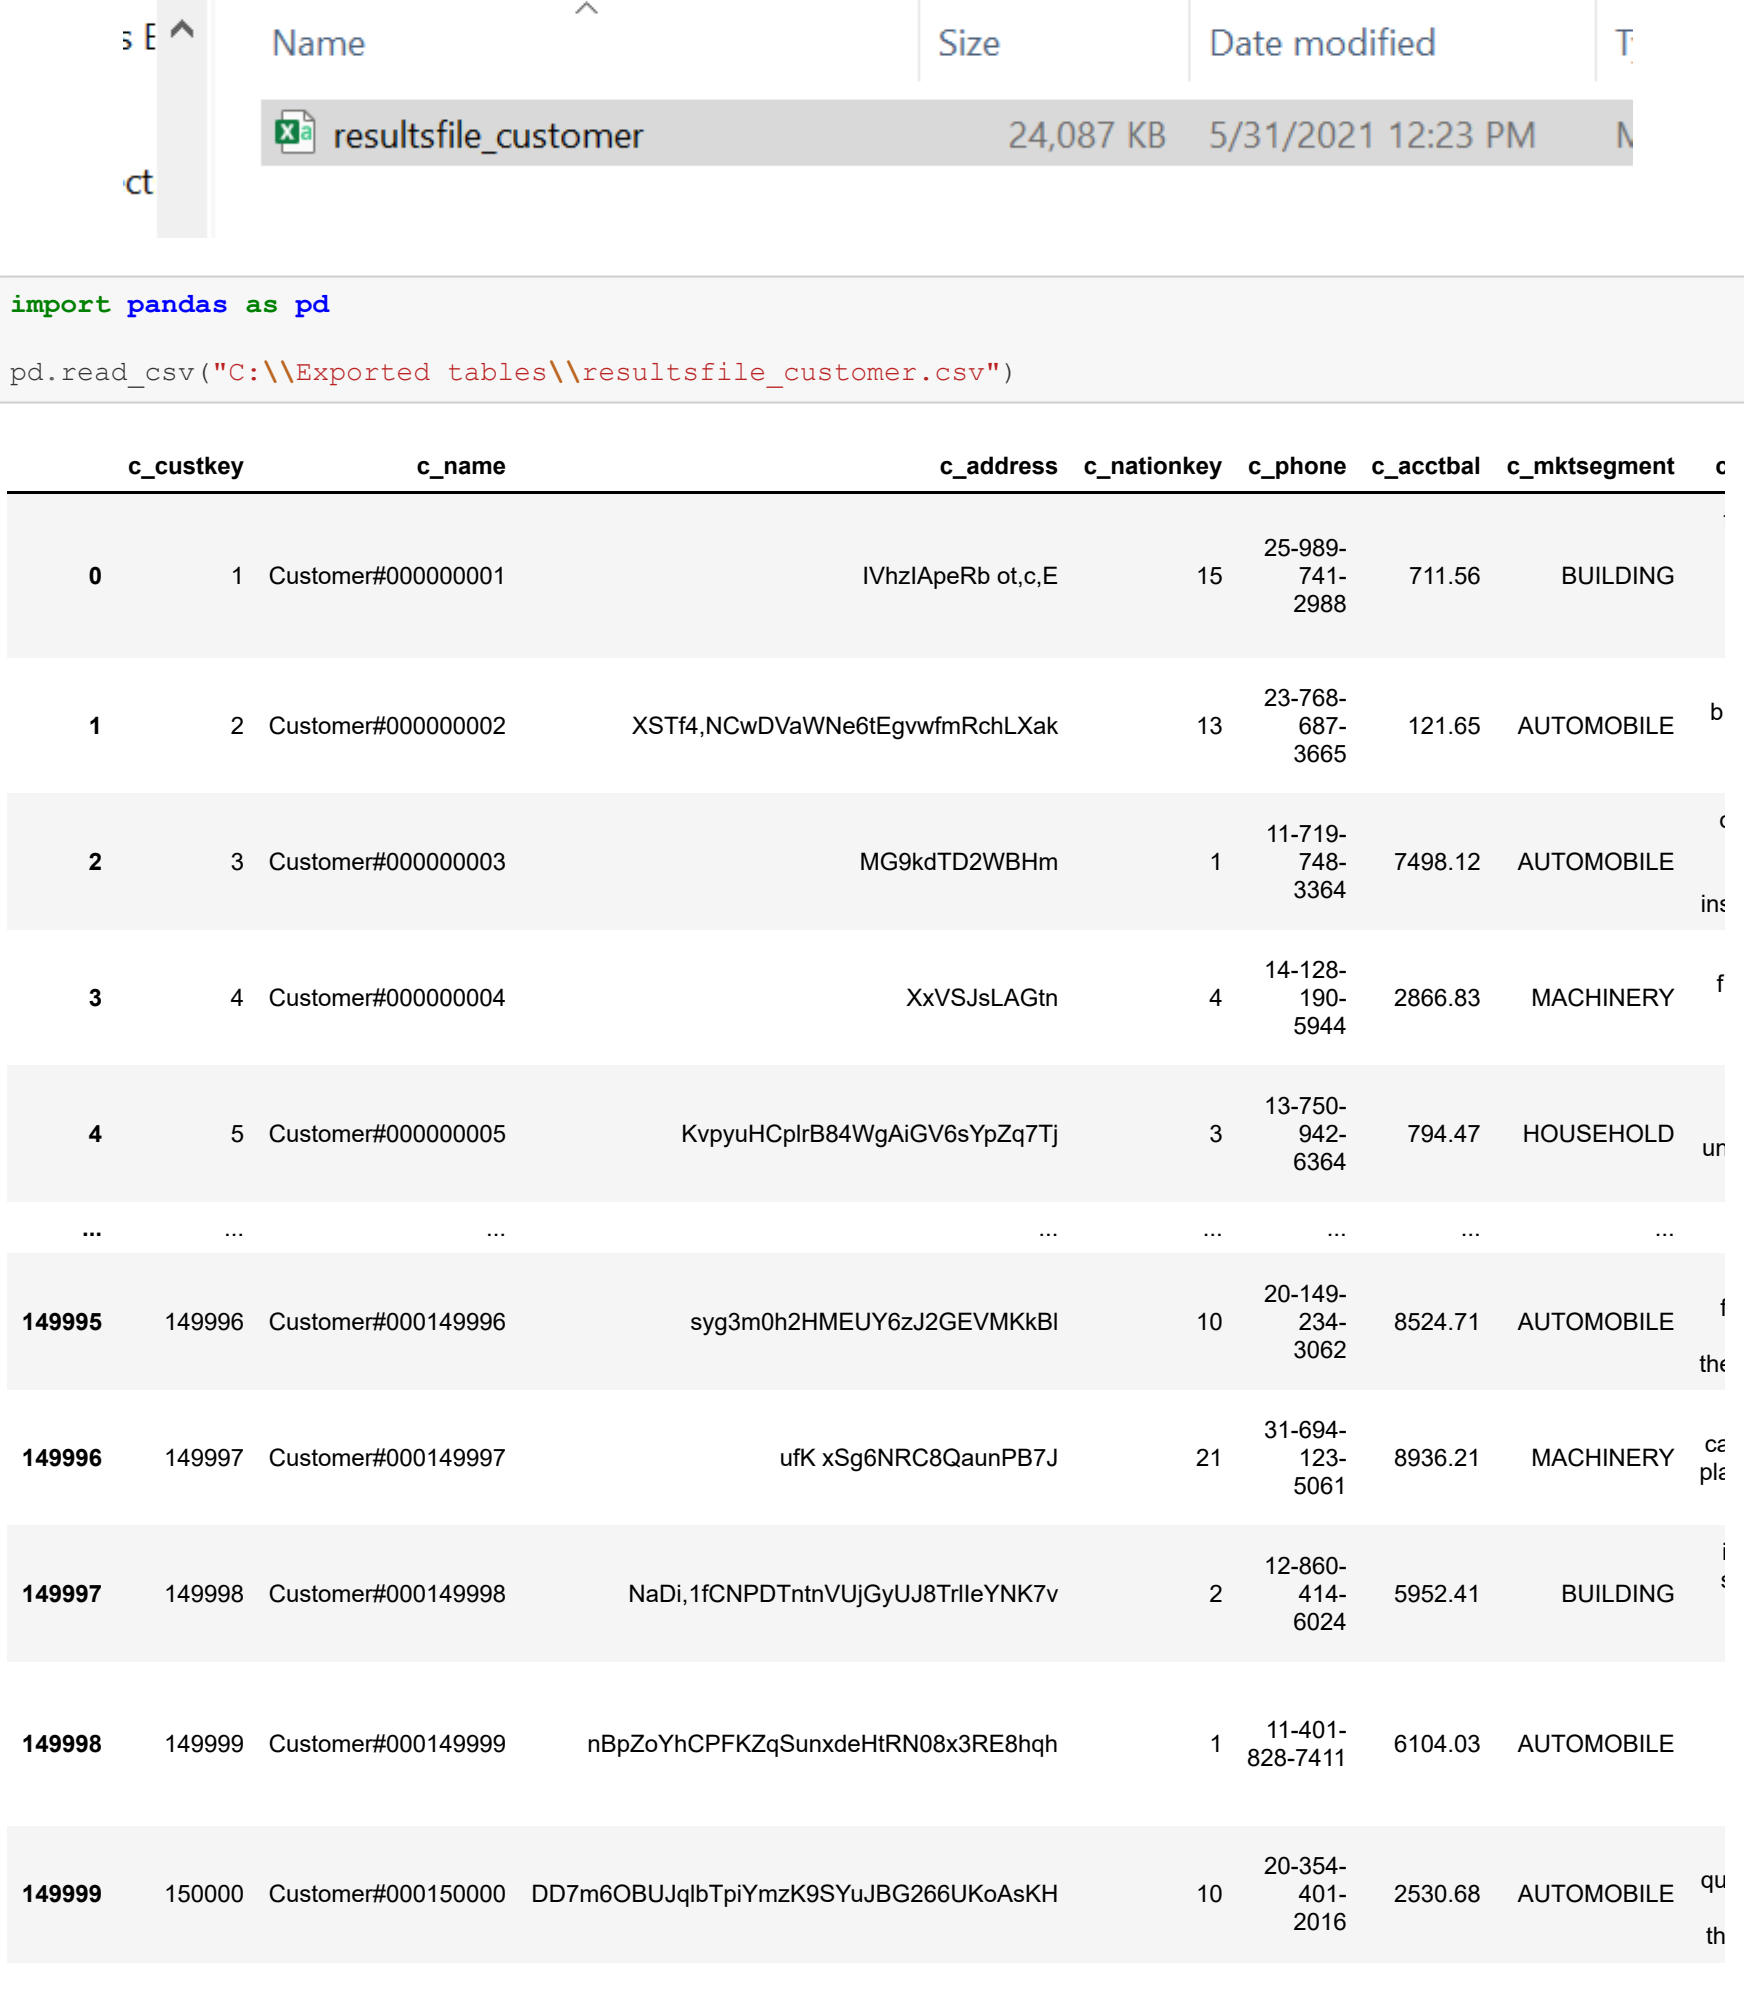 Name Size Date modified
resultsfile_customer 24,087 KB 5/31/2021 12:23 PM
ct
import pandas as pd
pd.read_csv("C:\\Exported tables\\resultsfile_customer.csv")
c_custkey c_name c_address c_nationkey c_phone c_acctbal c_mktsegment
0 1 Customer#000000001 IVhzIApeRb ot,c,E 15 25-989-
741-
2988 711.56 BUILDING
1 2 Customer#000000002 XSTf4,NCwDVaWNe6tEgvwfmRchLXak 13 23-768-
687-
3665 121.65 AUTOMOBILE
2 3 Customer#000000003 MG9kdTD2WBHm 1 11-719-
748-
3364 7498.12 AUTOMOBILE
3 4 Customer#000000004 XxVSJsLAGtn 4 14-128-
190-
5944 2866.83 MACHINERY
4 5 Customer#000000005 KvpyuHCplrB84WgAiGV6sYpZq7Tj 3 13-750-
942-
6364 794.47 HOUSEHOLD
... ... ... ... ... ... ... ...
149995 149996 Customer#000149996 syg3m0h2HMEUY6zJ2GEVMKkBl 10 20-149-
234-
3062 8524.71 AUTOMOBILE
149996 149997 Customer#000149997 ufK xSg6NRC8QaunPB7J 21 31-694-
123-
5061 8936.21 MACHINERY
149997 149998 Customer#000149998 NaDi,1fCNPDTntnVUjGyUJ8TrlIeYNK7v 2 12-860-
414-
6024 5952.41 BUILDING
149998 149999 Customer#000149999 nBpZoYhCPFKZqSunxdeHtRN08x3RE8hqh 1 11-401-
828-7411 6104.03 AUTOMOBILE
149999 150000 Customer#000150000 DD7m6OBUJqlbTpiYmzK9SYuJBG266UKoAsKH 10 20-354-
401-
2016 2530.68 AUTOMOBILE